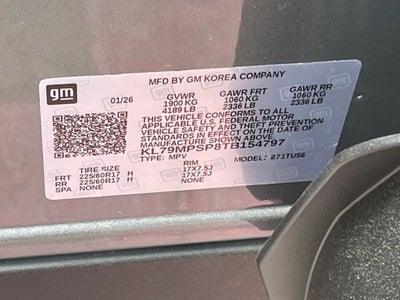 gm
MFD BY GM KOREA COMPANY
01/26 GVWR GAWR FRT GAWR RR
1900 KG 1060 KG 1060 KG
4189 LB 2336 LB 2336 LB
THIS VEHICLE CONFORMS TO ALL
APPLICABLE U.S. FEDERAL MOTOR
VEHICLE SAFETY AND THEFT PREVENTION
STANDARDS IN EFFECT ON THE DATE OF
MANUFACTURE SHOWN ABOVE.
KL79MPSP8TB154797
TYPE: MPV MODEL: 1TU56
TIRE SIZE RIM
FRT 225/60R17 H 17X7.5J
RR 225/60R17 H 17X7.5J
SPA NONE NONE